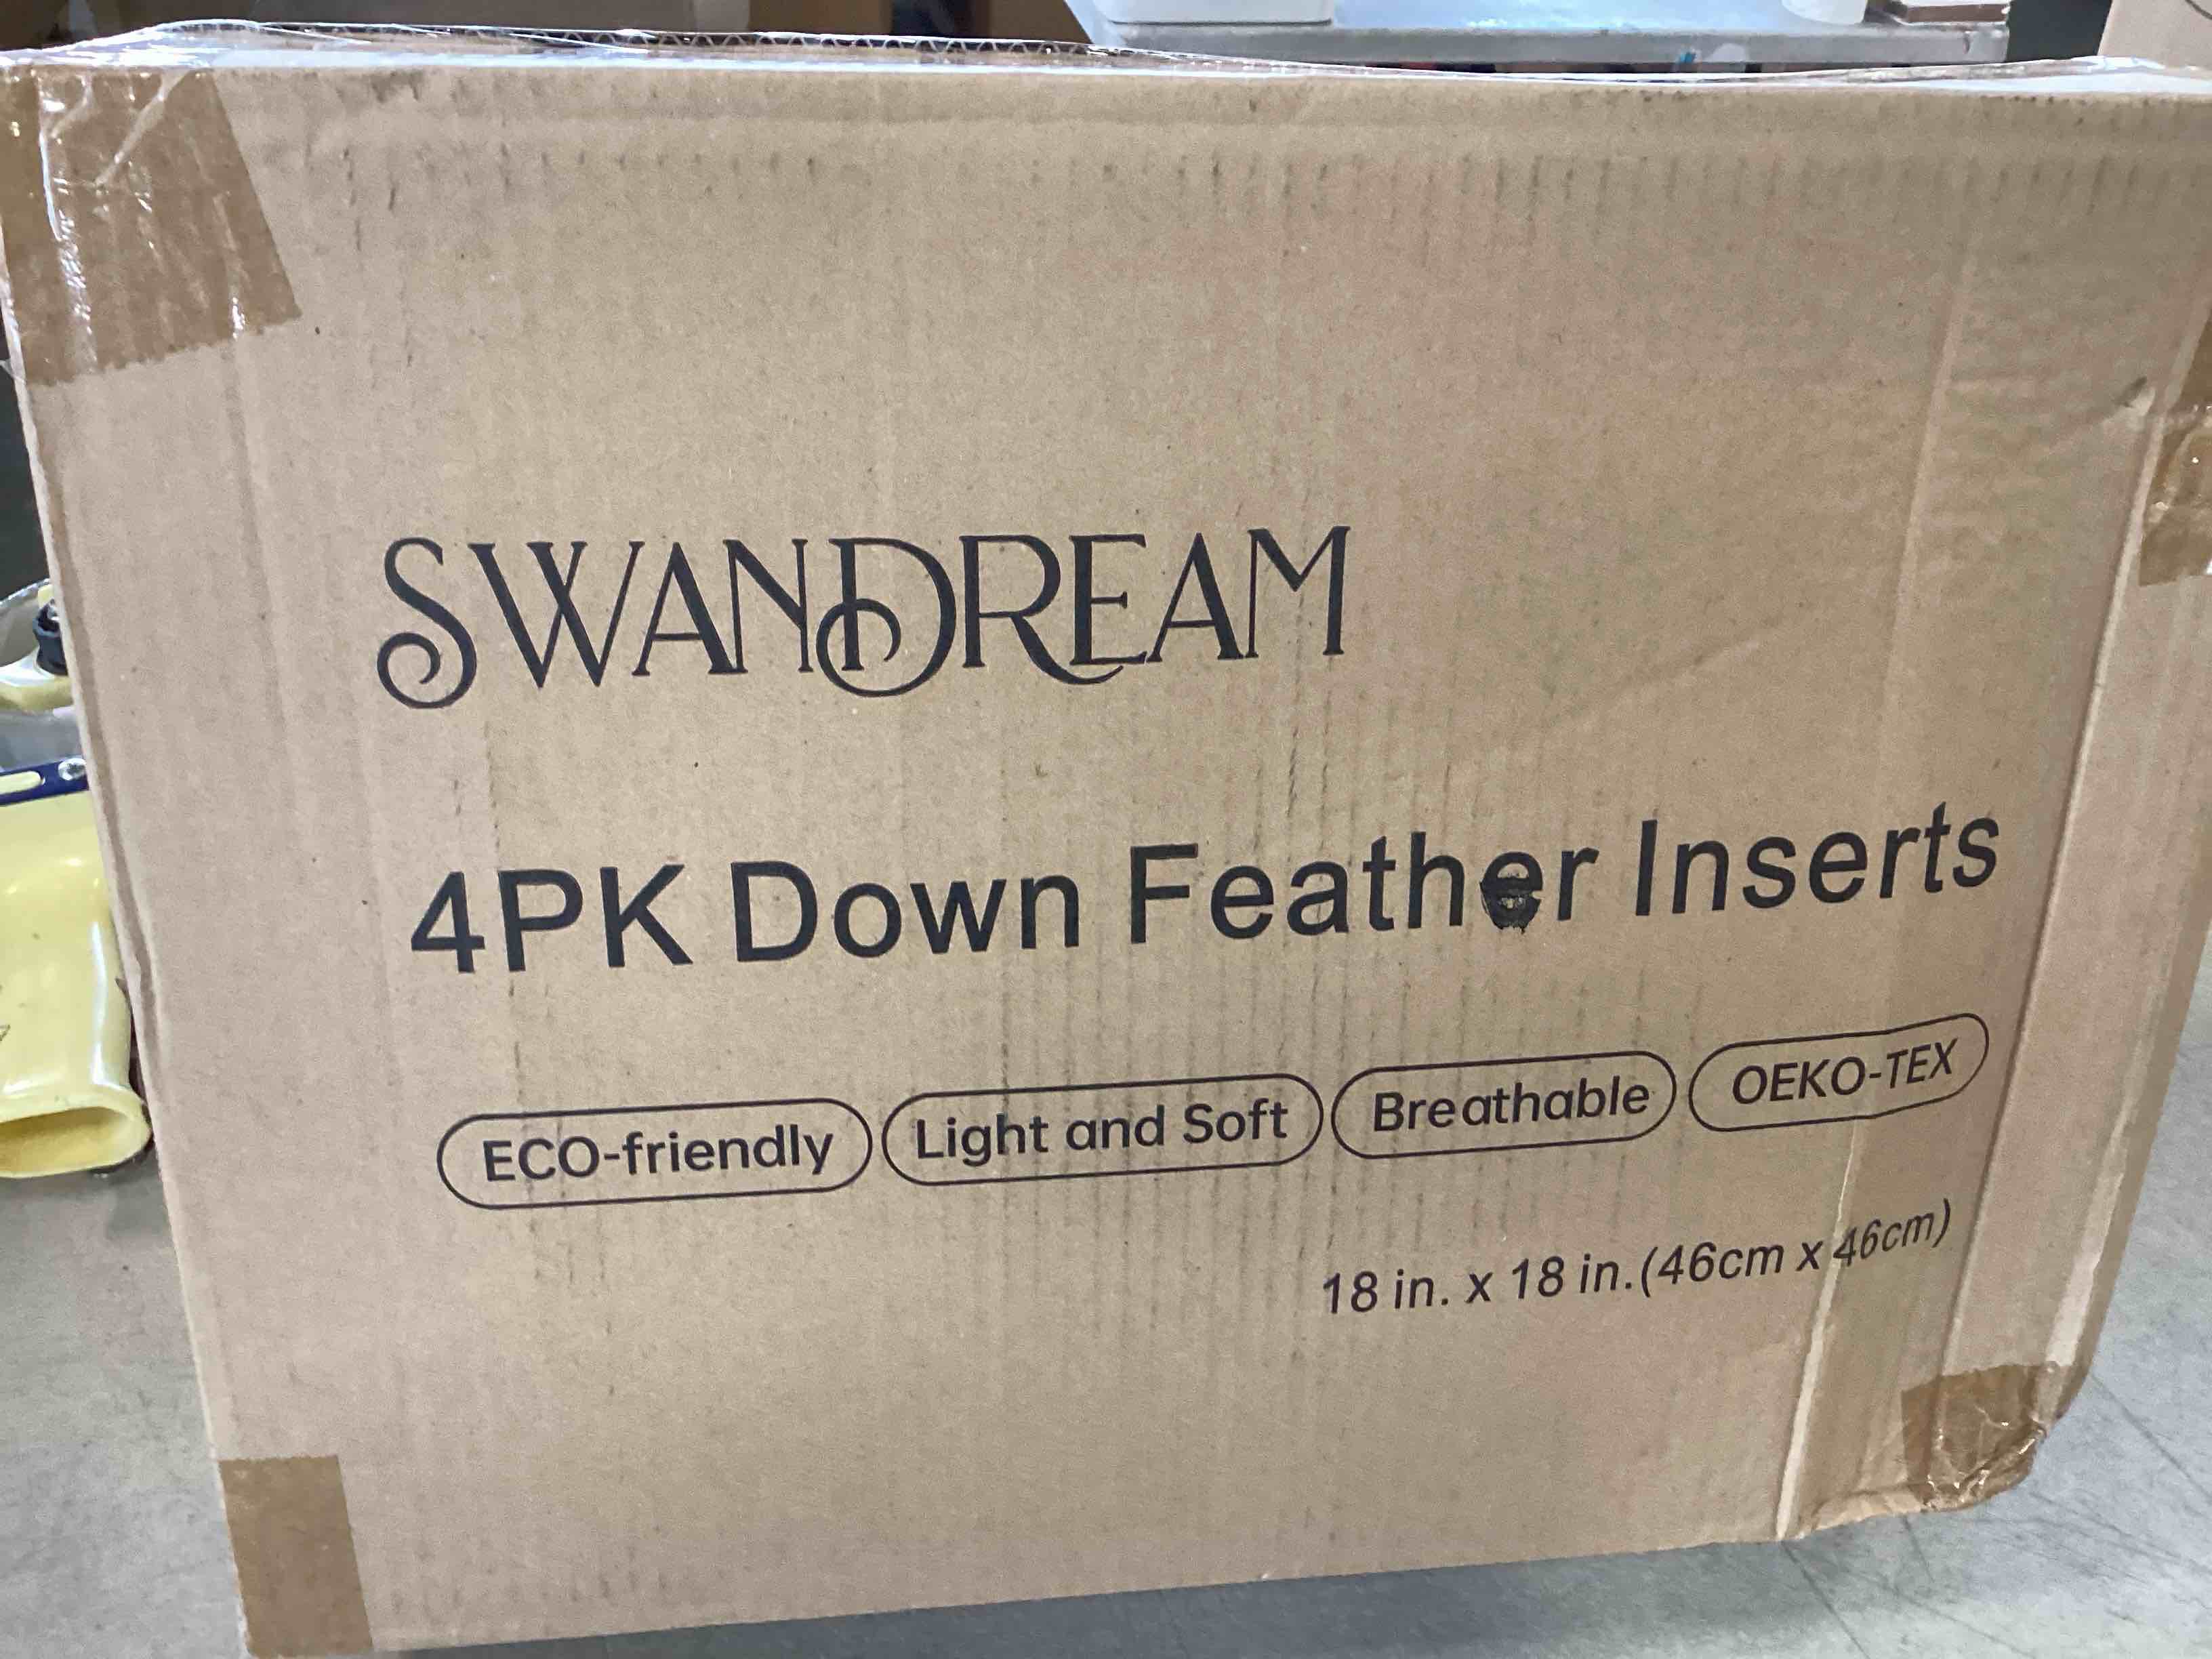 SWANDREAM
4PK Down Feather Inserts
ECO-friendly Light and Soft Breathable OEKO-TEX
18 in. x 18 in.(46cm x 46cm)